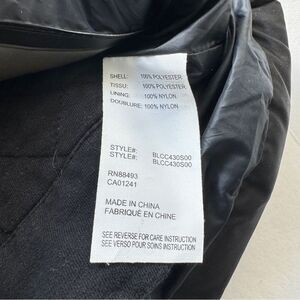 SHELL: 100% POLYESTER
TISSU: 100% POLYESTER
LINING: 100% NYLON
DOUBLURE: 100% NYLON
STYLE#: BLCC430S00
STYLE#: BLCC430S00
RN88493
CA01241
MADE IN CHINA
FABRIQUÉ EN CHINE
SEE REVERSE FOR CARE INSTRUCTION
SEE VERSO POUR SOINS INSTRUCTION